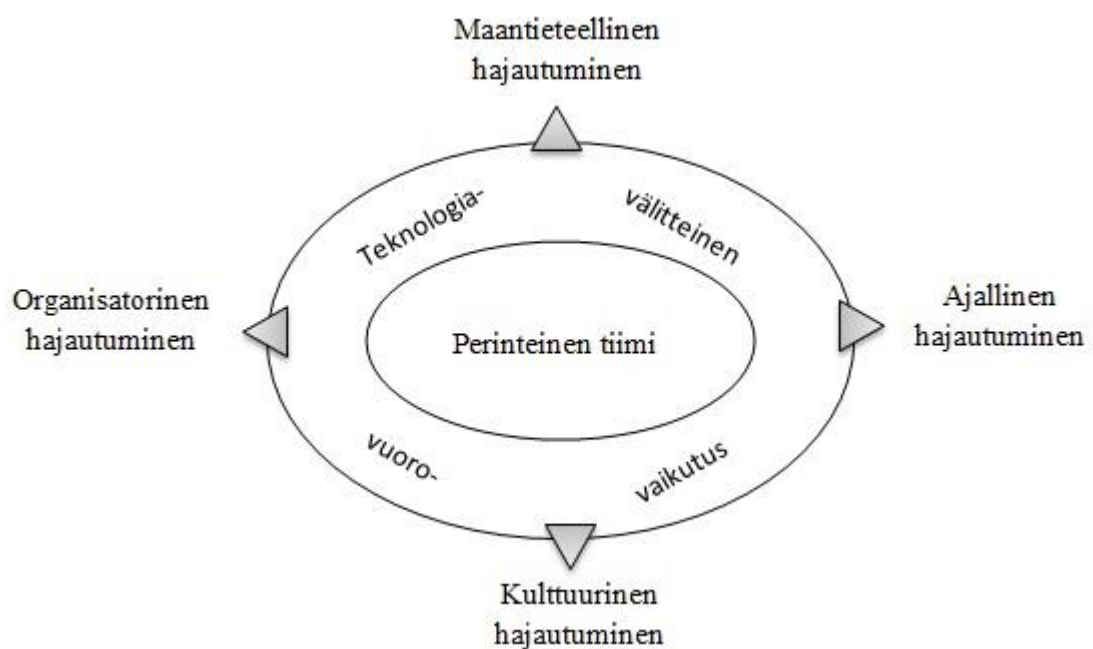 Maantieteellinen
hajautuminen
Teknologia-
välitteinen
Organisatorinen
hajautuminen
Perinteinen tiimi
Ajallinen
hajautuminen
vuoro-
vaikutus
Kulttuurinen
hajautuminen